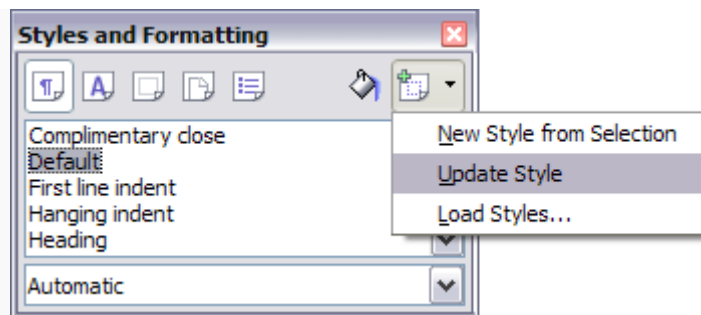 Styles and Formatting
New Style from Selection
Update Style
Load Styles...
Complimentary close
Default
First line indent
Hanging indent
Heading
Automatic